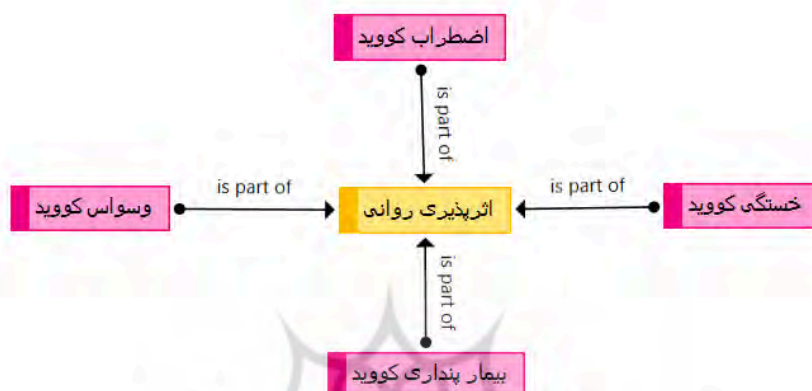 اضطراب کووید
is part of
وسواس کووید
is part of
اثرپذیری روانی
is part of
خستگی کووید
is part of
بیمار پنداری کووید